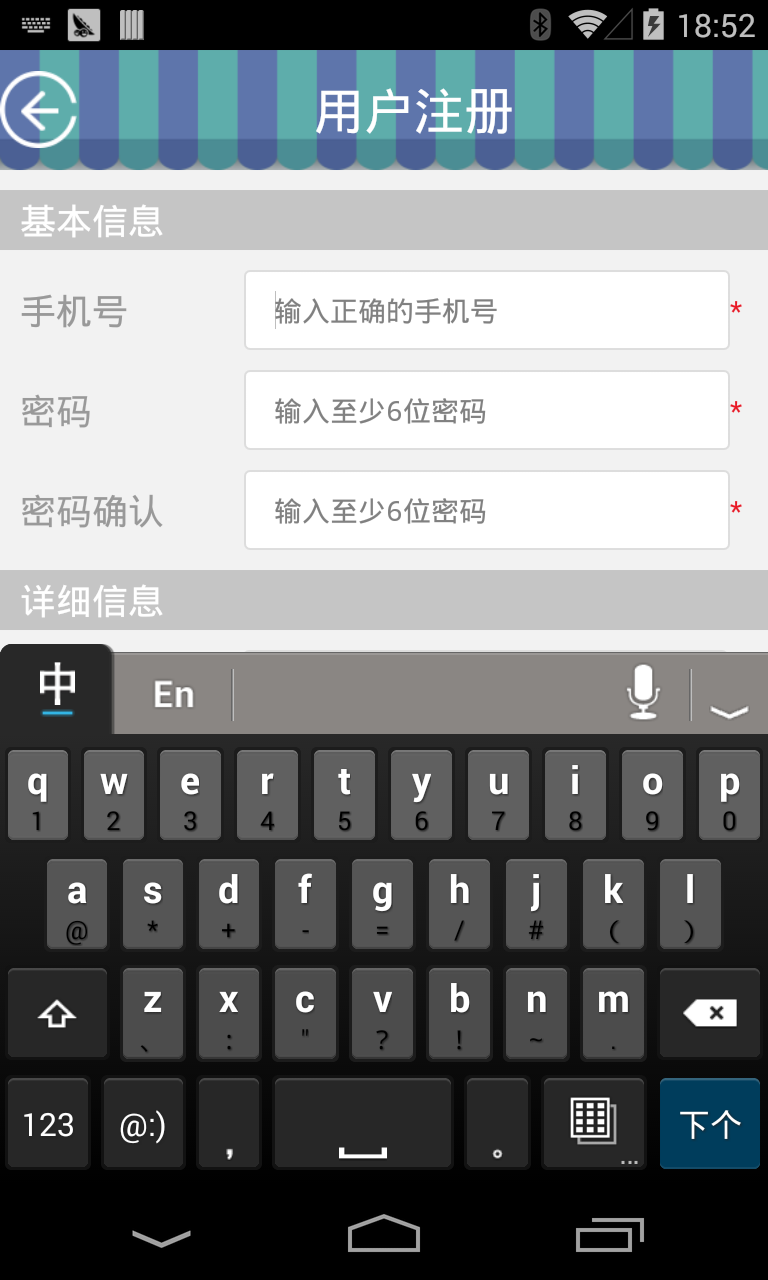 18:52
用户注册
基本信息
手机号 输入正确的手机号 *
密码 输入至少6位密码 *
密码确认 输入至少6位密码 *
详细信息
中 En
q w e r t y u i o p
1 2 3 4 5 6 7 8 9 0
a s d f g h j k l
@ * + - = / # ( )
z x c v b n m
、 : " ? ! ~ .
123 @:) , 。 ... 下个